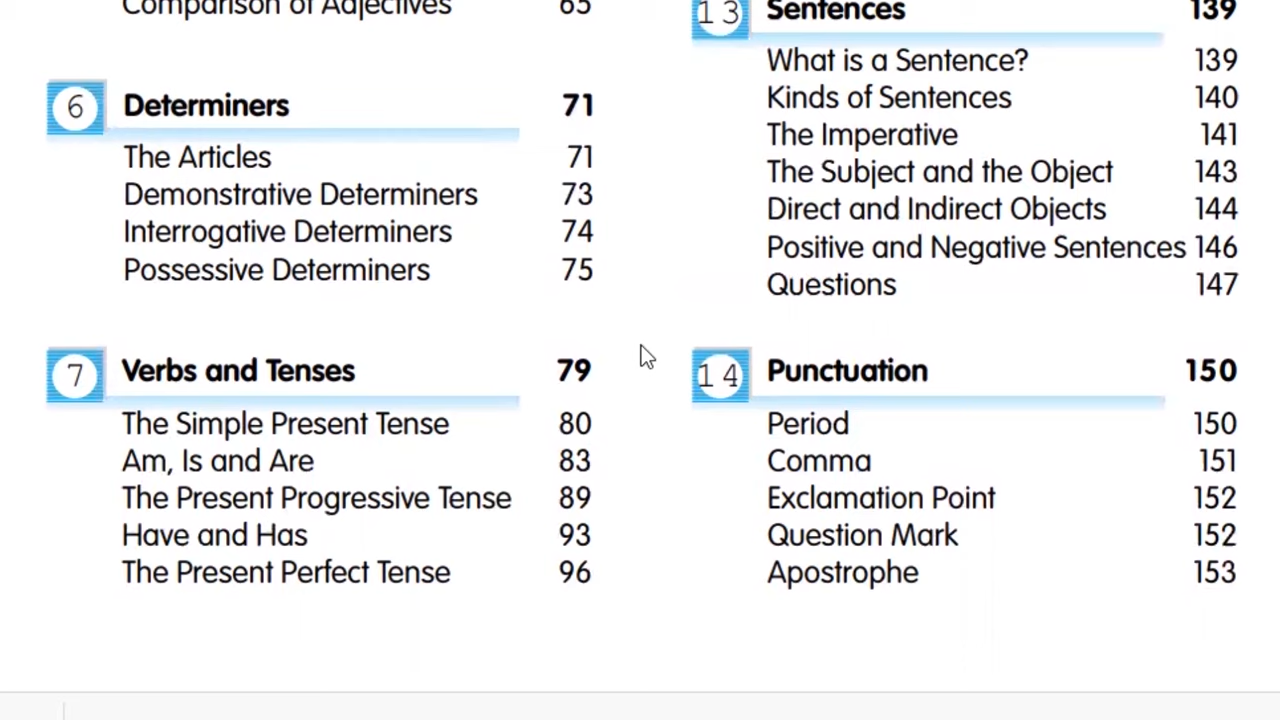 Comparison of Adjectives 65
6 Determiners 71
The Articles 71
Demonstrative Determiners 73
Interrogative Determiners 74
Possessive Determiners 75
7 Verbs and Tenses 79
The Simple Present Tense 80
Am, Is and Are 83
The Present Progressive Tense 89
Have and Has 93
The Present Perfect Tense 96
13 Sentences 139
What is a Sentence? 139
Kinds of Sentences 140
The Imperative 141
The Subject and the Object 143
Direct and Indirect Objects 144
Positive and Negative Sentences 146
Questions 147
14 Punctuation 150
Period 150
Comma 151
Exclamation Point 152
Question Mark 152
Apostrophe 153